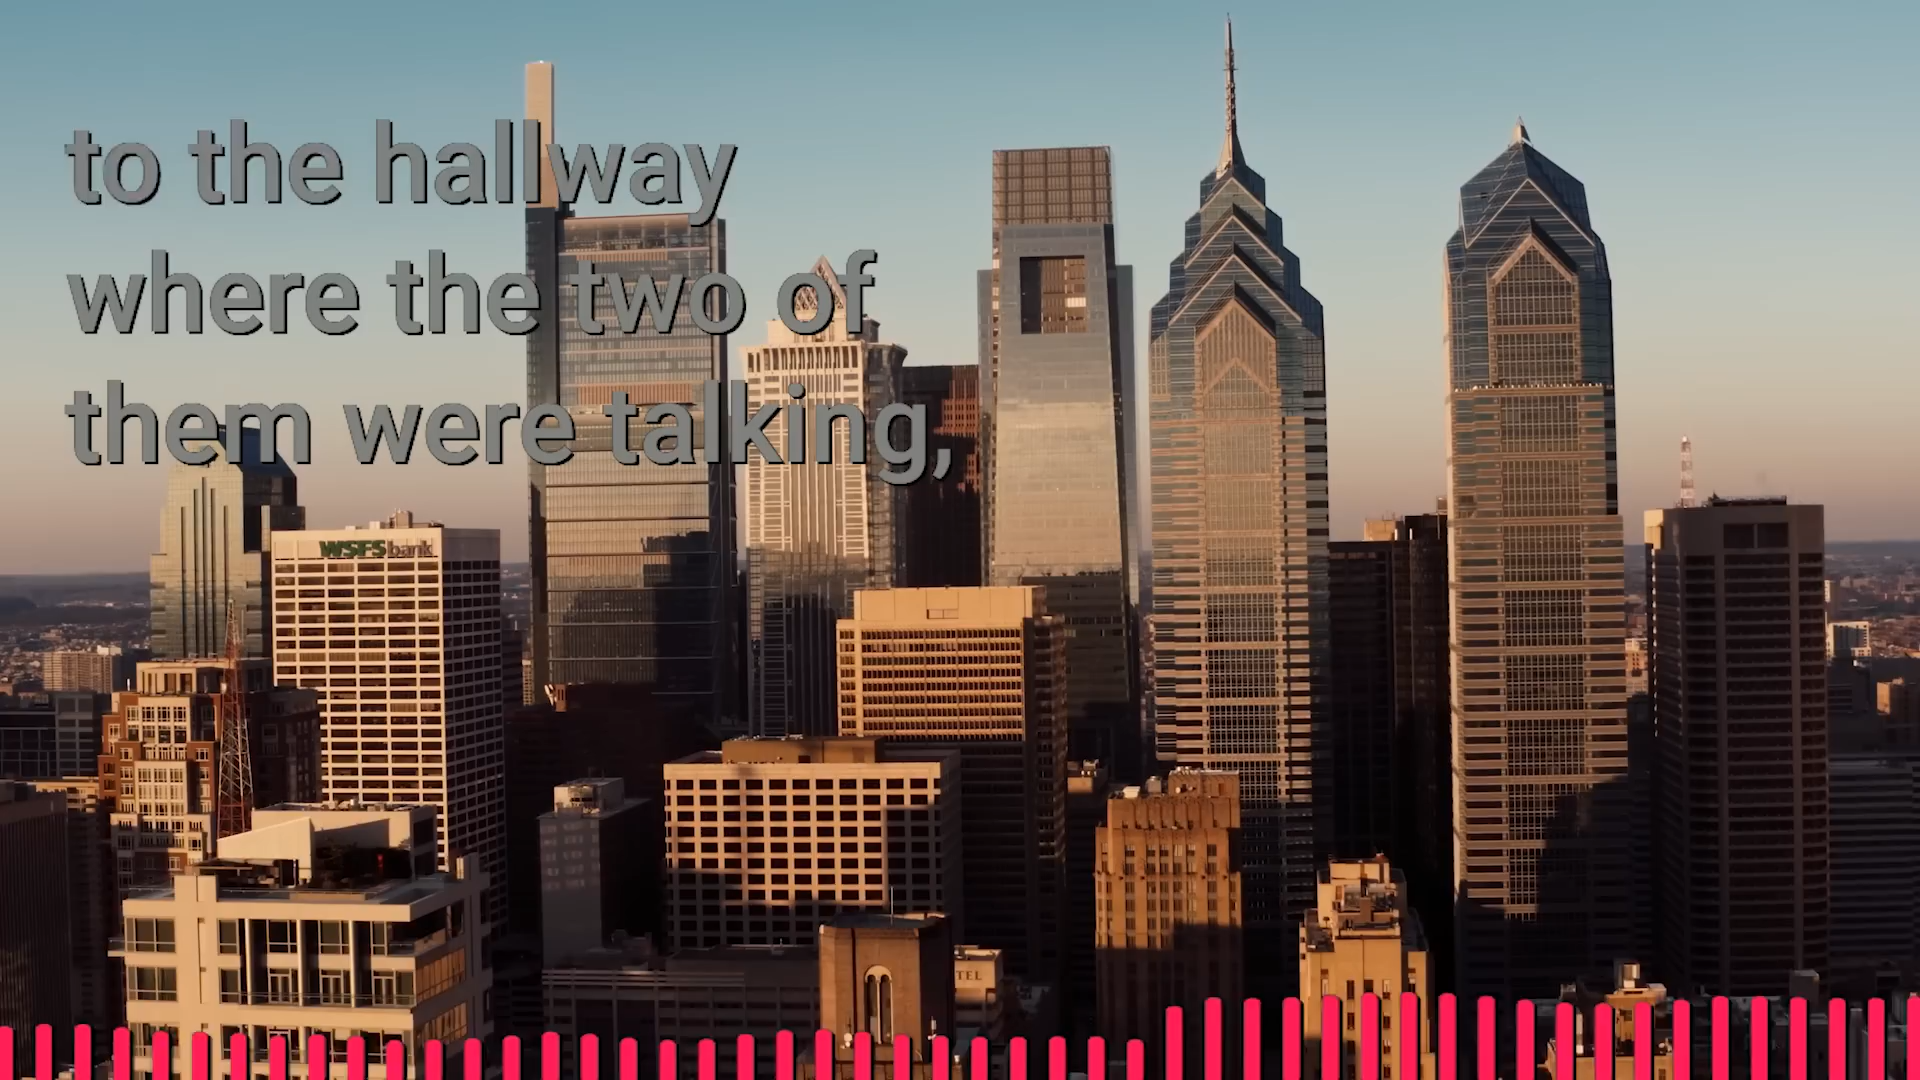 to the hallway
where the two of
them were talking,
WSFS bank
TEL